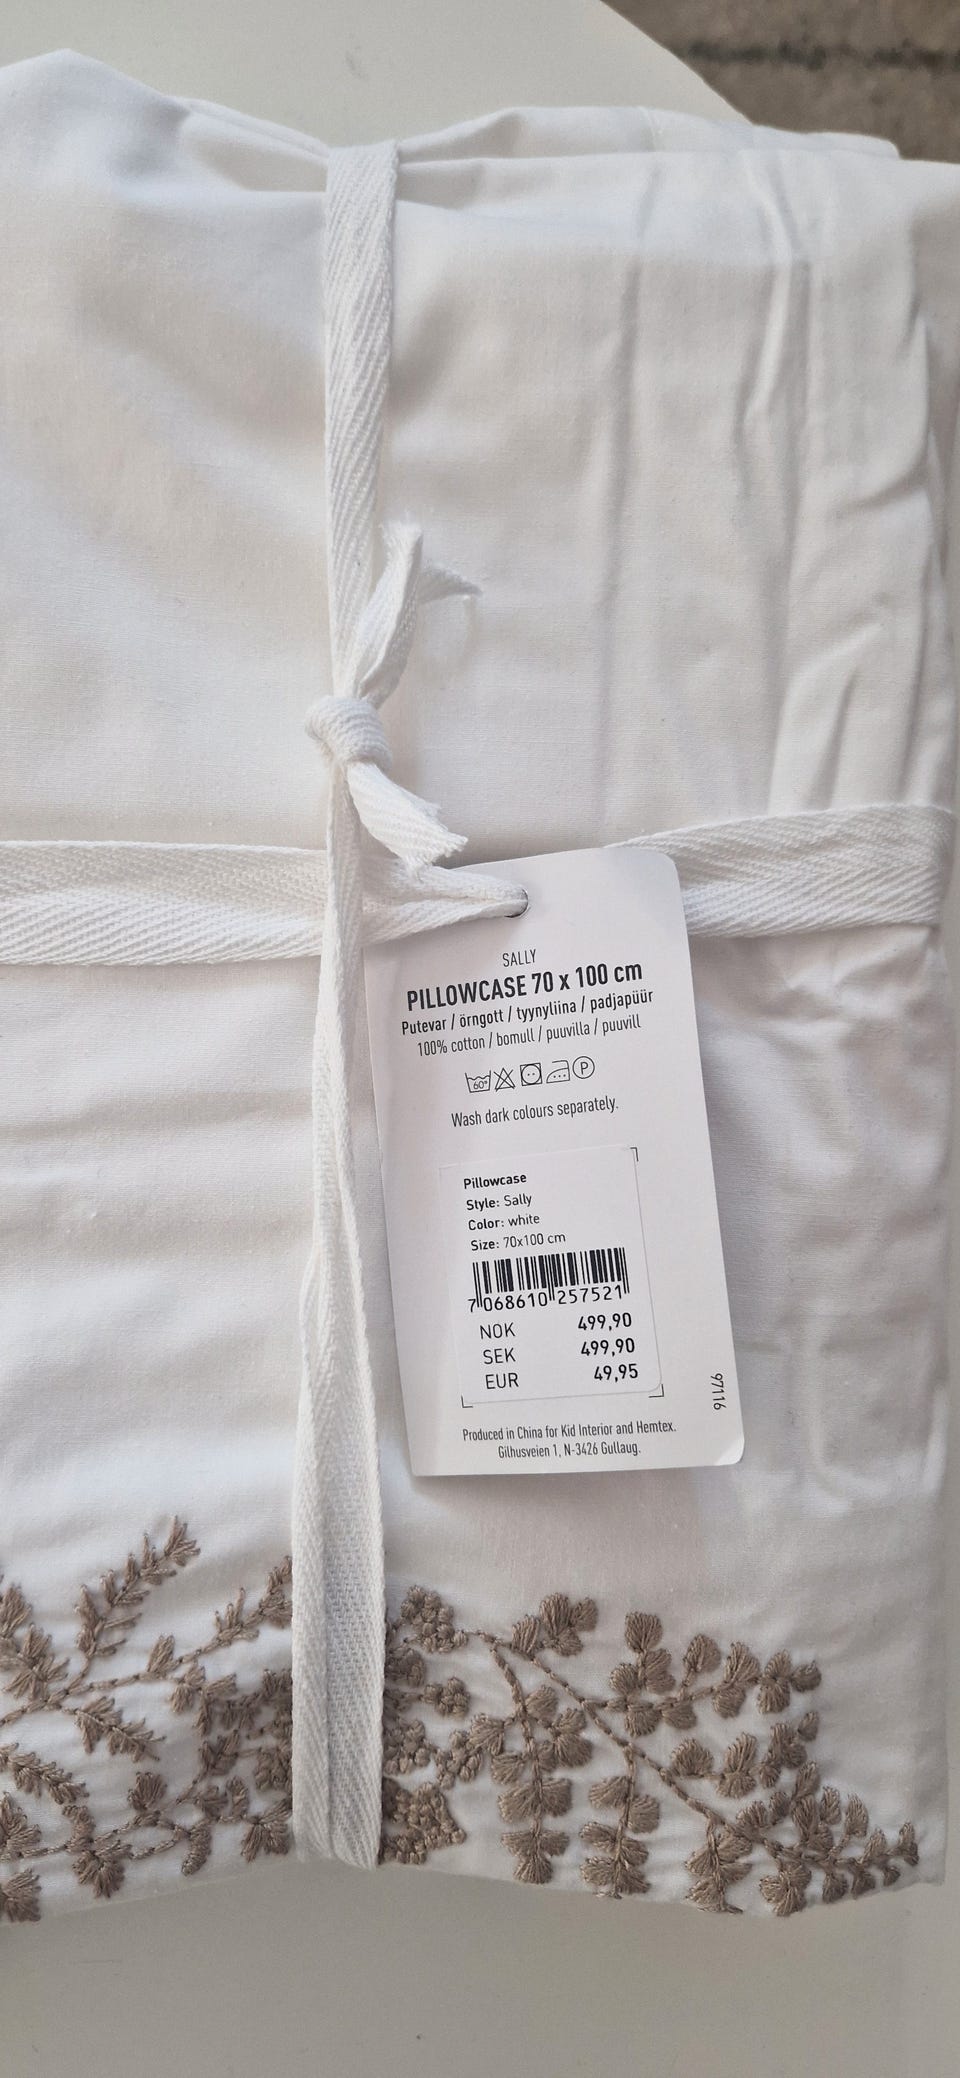 SALLY
PILLOWCASE 70 x 100 cm
Putevar / örngott / tyynyliina / padjapüür
100% cotton / bomull / puuvilla / puuvill
60°
P
Wash dark colours separately.
Pillowcase
Style: Sally
Color: white
Size: 70x100 cm
7 068610 257521
NOK 499,90
SEK 499,90
EUR 49,95
97116
Produced in China for Kid Interior and Hemtex.
Gilhusveien 1, N-3426 Gullaug.